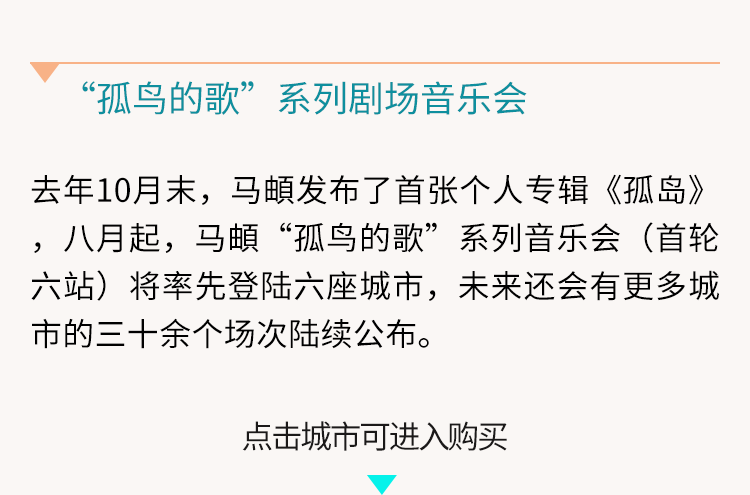 “孤鸟的歌”系列剧场音乐会
去年10月末，马頔发布了首张个人专辑《孤岛》
，八月起，马頔“孤鸟的歌”系列音乐会（首轮
六站）将率先登陆六座城市，未来还会有更多城
市的三十余个场次陆续公布。
点击城市可进入购买